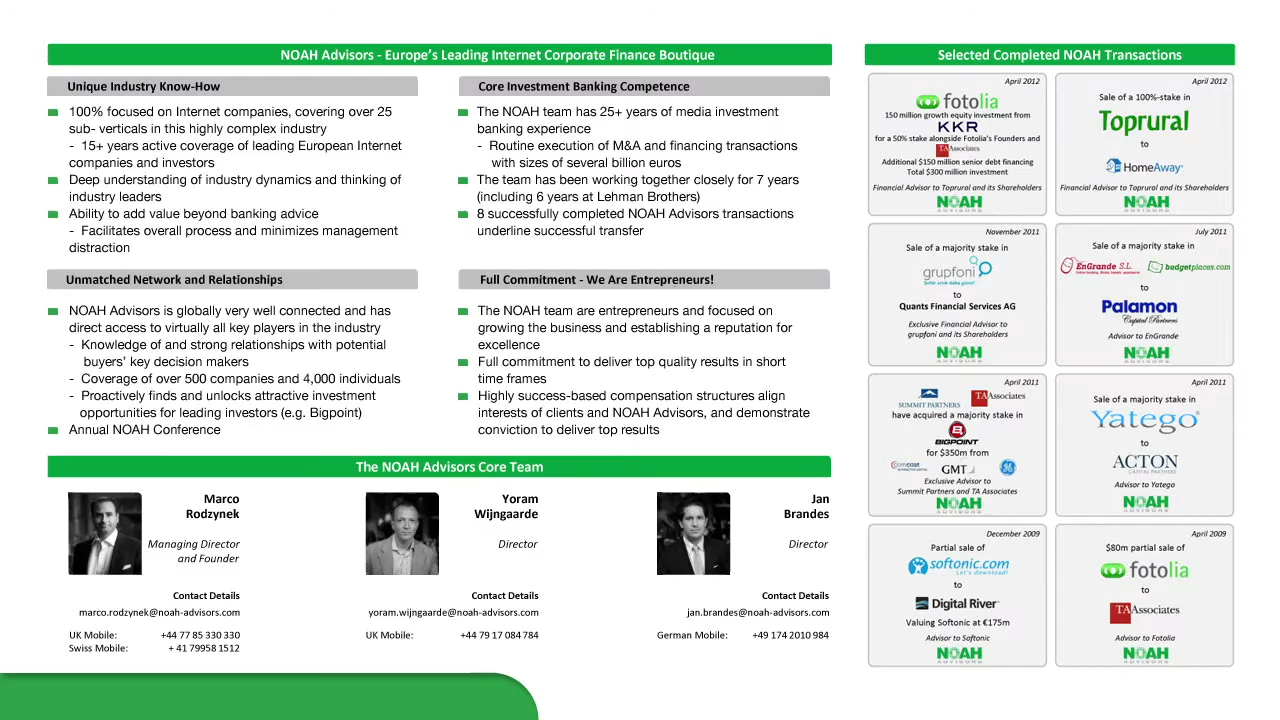 NOAH Advisors - Europe's Leading Internet Corporate Finance Boutique
Unique Industry Know-How
100% focused on Internet companies, covering over 25
sub- verticals in this highly complex industry
- 15+ years active coverage of leading European Internet
companies and investors
Deep understanding of industry dynamics and thinking of
industry leaders
Ability to add value beyond banking advice
- Facilitates overall process and minimizes management
distraction
Core Investment Banking Competence
The NOAH team has 25+ years of media investment
banking experience
- Routine execution of M&A and financing transactions
with sizes of several billion euros
The team has been working together closely for 7 years
(including 6 years at Lehman Brothers)
8 successfully completed NOAH Advisors transactions
underline successful transfer
Unmatched Network and Relationships
NOAH Advisors is globally very well connected and has
direct access to virtually all key players in the industry
- Knowledge of and strong relationships with potential
buyers' key decision makers
- Coverage of over 500 companies and 4,000 individuals
- Proactively finds and unlocks attractive investment
opportunities for leading investors (e.g. Bigpoint)
Annual NOAH Conference
Full Commitment - We Are Entrepreneurs!
The NOAH team are entrepreneurs and focused on
growing the business and establishing a reputation for
excellence
Full commitment to deliver top quality results in short
time frames
Highly success-based compensation structures align
interests of clients and NOAH Advisors, and demonstrate
conviction to deliver top results
The NOAH Advisors Core Team
Marco
Rodzynek
Managing Director
and Founder
Contact Details
marco.rodzynek@noah-advisors.com
UK Mobile: +44 77 85 330 330
Swiss Mobile: + 41 79958 1512
Yoram
Wijngaarde
Director
Contact Details
yoram.wijngaarde@noah-advisors.com
UK Mobile: +44 79 17 084 784
Jan
Brandes
Director
Contact Details
jan.brandes@noah-advisors.com
German Mobile: +49 174 2010 984
Selected Completed NOAH Transactions
April 2012
fotolia
150 million growth equity investment from
KKR
for a 50% stake alongside Fotolia's Founders and
TA Associates
Additional $150 million senior debt financing
Total $300 million investment
Financial Advisor to Toprural and its Shareholders
NOAH
ADVISORS
April 2012
Sale of a 100%-stake in
Toprural
to
HomeAway
Financial Advisor to Toprural and its Shareholders
NOAH
ADVISORS
November 2011
Sale of a majority stake in
grupfoni
to
Quants Financial Services AG
Exclusive Financial Advisor to
grupfoni and its Shareholders
NOAH
ADVISORS
July 2011
Sale of a majority stake in
EnGrande S.L. budgetplaces.com
to
Palamon
Capital Partners
Advisor to EnGrande
NOAH
ADVISORS
April 2011
SUMMIT PARTNERS TA Associates
have acquired a majority stake in
BIGPOINT
for $350m from
comcast GMT GE
Exclusive Advisor to
Summit Partners and TA Associates
NOAH
ADVISORS
April 2011
Sale of a majority stake in
Yatego
to
ACTON
CAPITAL PARTNERS
Advisor to Yatego
NOAH
ADVISORS
December 2009
Partial sale of
softonic.com
Let's download!
to
Digital River
Valuing Softonic at €175m
Advisor to Softonic
NOAH
ADVISORS
April 2009
$80m partial sale of
fotolia
to
TA Associates
Advisor to Fotolia
NOAH
ADVISORS